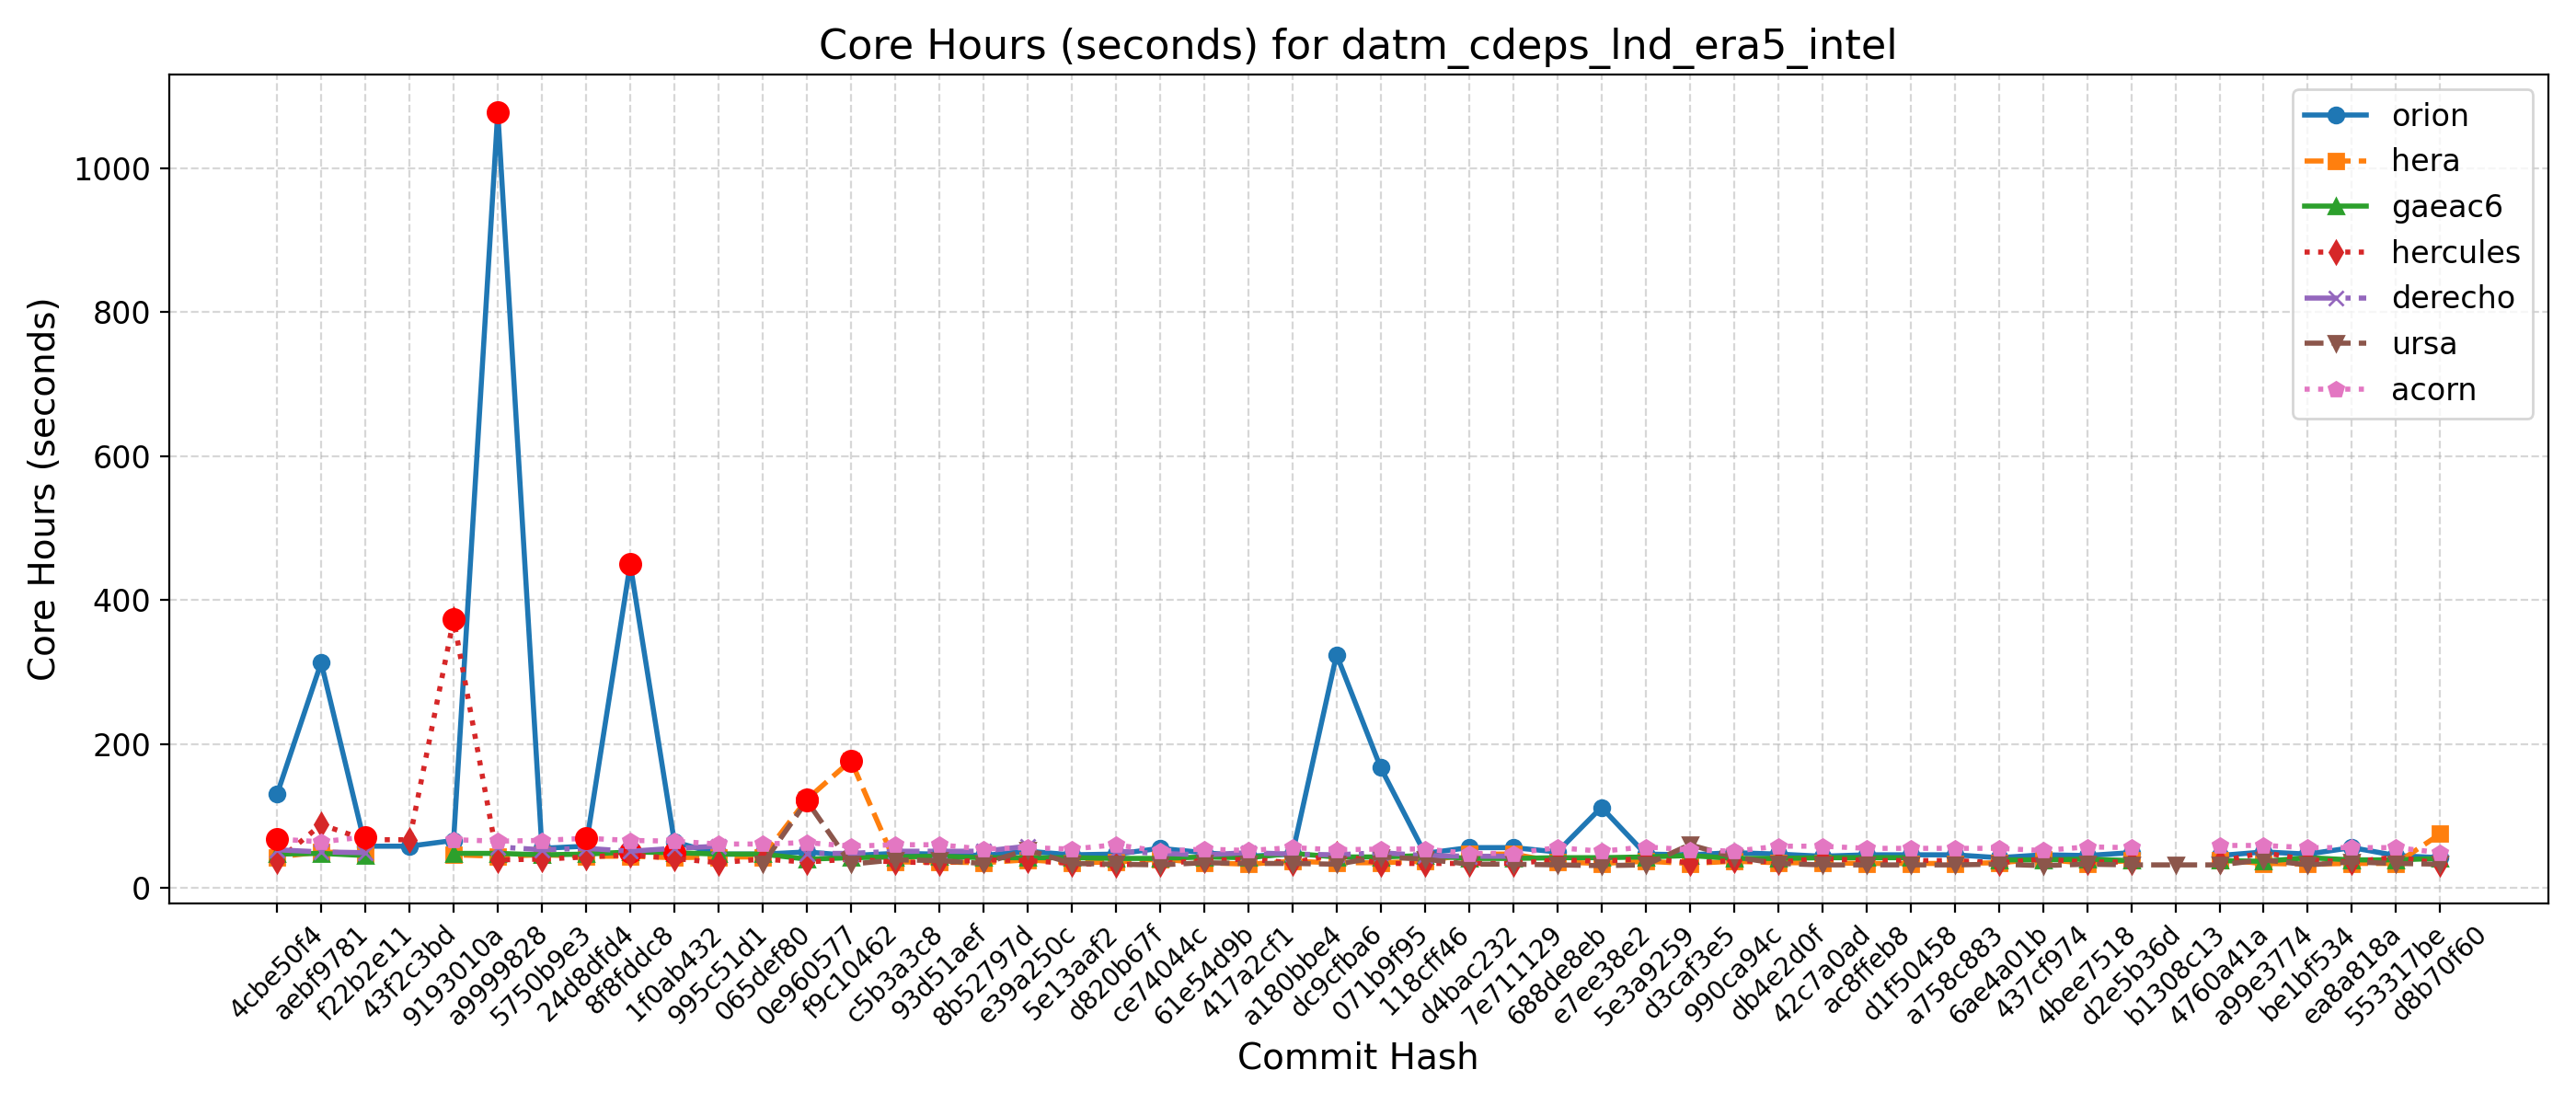 Core Hours (seconds) for datm_cdeps_lnd_era5_intel
Core Hours (seconds)
1000
800
600
400
200
0
orion
hera
gaeac6
hercules
derecho
ursa
acorn
4cbe50f4
aebf9781
f22b2e11
43f2c3bd
9193010a
a9999828
5750b9e3
24d8dfd4
8f8fddc8
1f0ab432
995c51d1
065def80
0e960577
f9c10462
c5b3a3c8
93d51aef
8b52797d
e39a250c
5e13aaf2
d820b67f
ce74044c
61e54d9b
417a2cf1
a180bbe4
dc9cfba6
071b9f95
118cff46
d4bac232
7e711129
688de8eb
e7ee38e2
5e3a9259
d3caf3e5
990ca94c
db4e2d0f
42c7a0ad
ac8ffeb8
d1f50458
a758c883
6ae4a01b
437cf974
4bee7518
d2e5b36d
b1308c13
4760a41a
a99e3774
be1bf534
ea8a818a
553317be
d8b70f60
Commit Hash